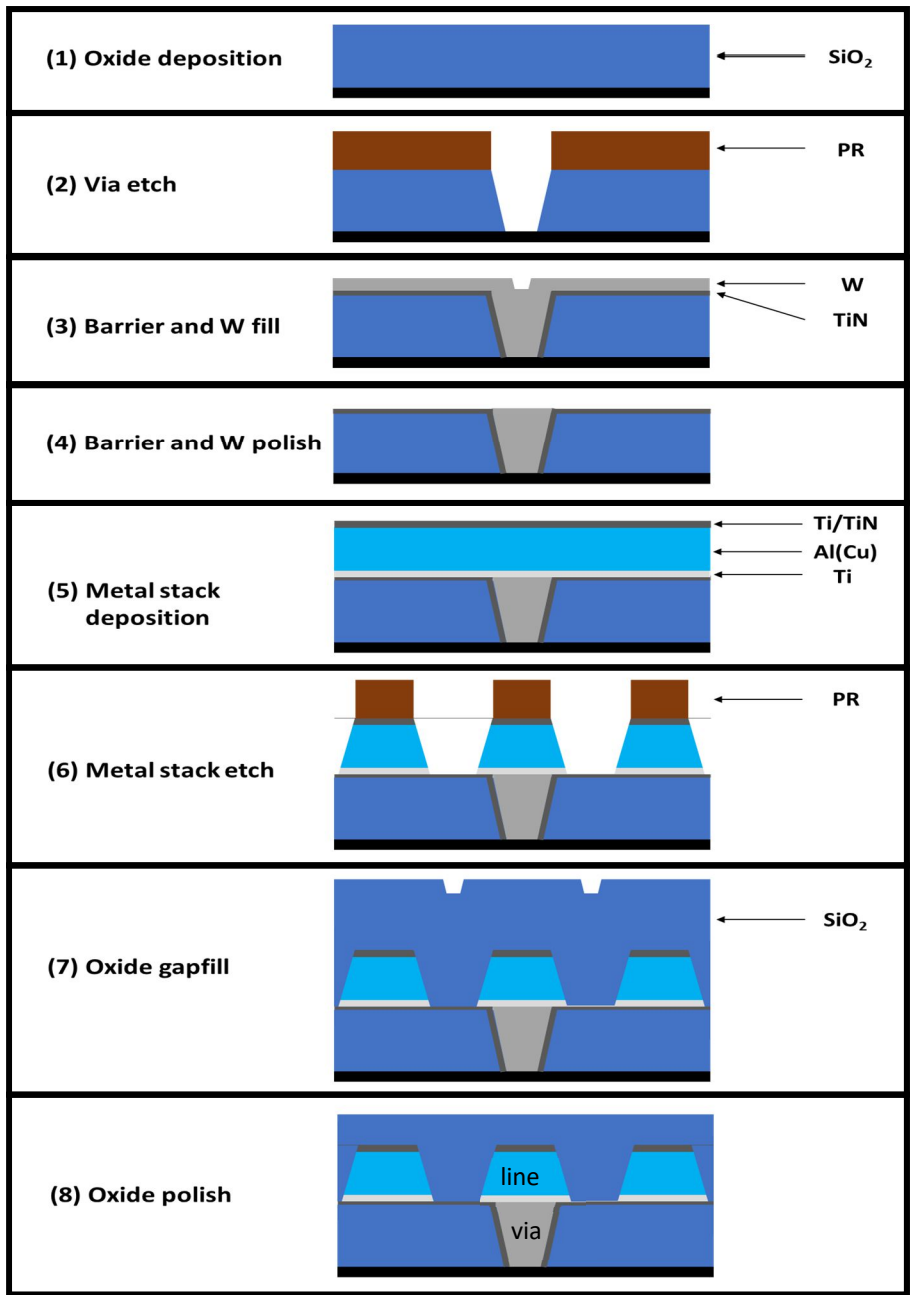 (1) Oxide deposition
SiO₂
(2) Via etch
PR
(3) Barrier and W fill
W
TiN
(4) Barrier and W polish
(5) Metal stack
deposition
Ti/TiN
Al(Cu)
Ti
(6) Metal stack etch
PR
(7) Oxide gapfill
SiO₂
(8) Oxide polish
line
via